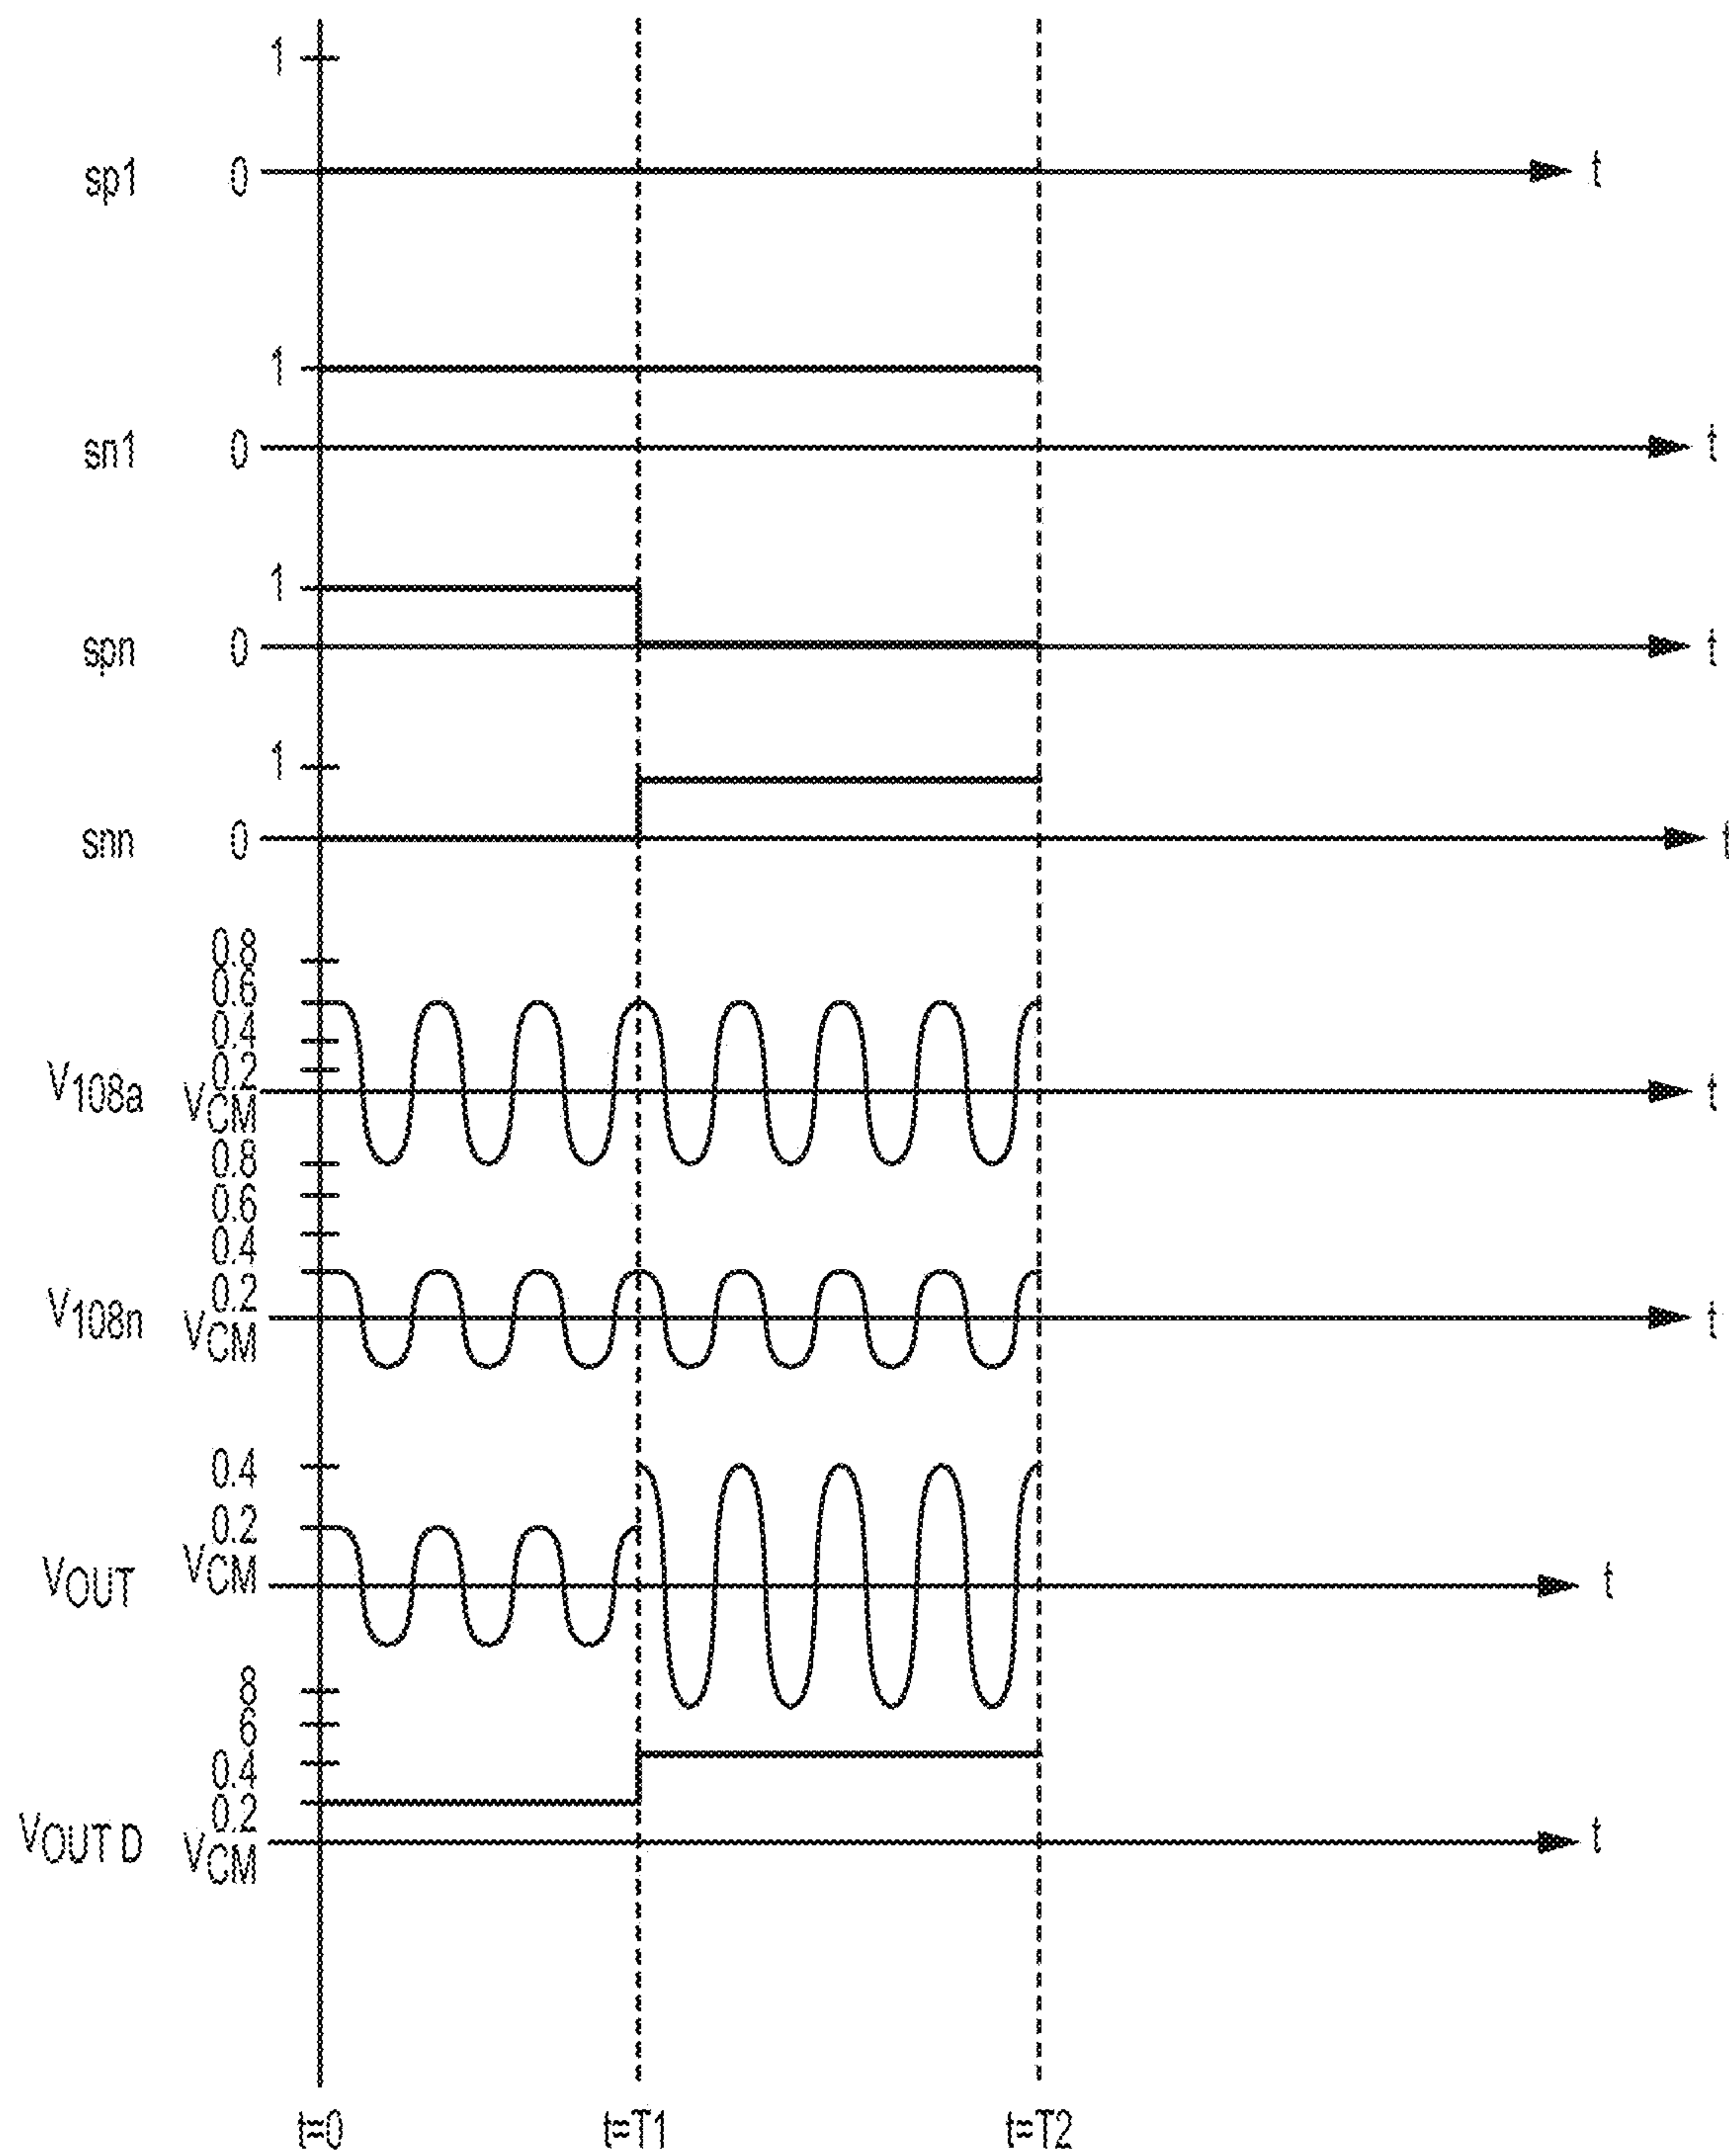 1
sp1 0 t
1
sn1 0 t
1
spn 0 t
1
snn 0 t
0.8
0.6
0.4
0.2
V108a VCM t
0.8
0.6
0.4
0.2
V108n VCM t
0.4
0.2
VOUT VCM t
8
6
0.4
0.2
VOUT D VCM t
t=0 t=T1 t=T2